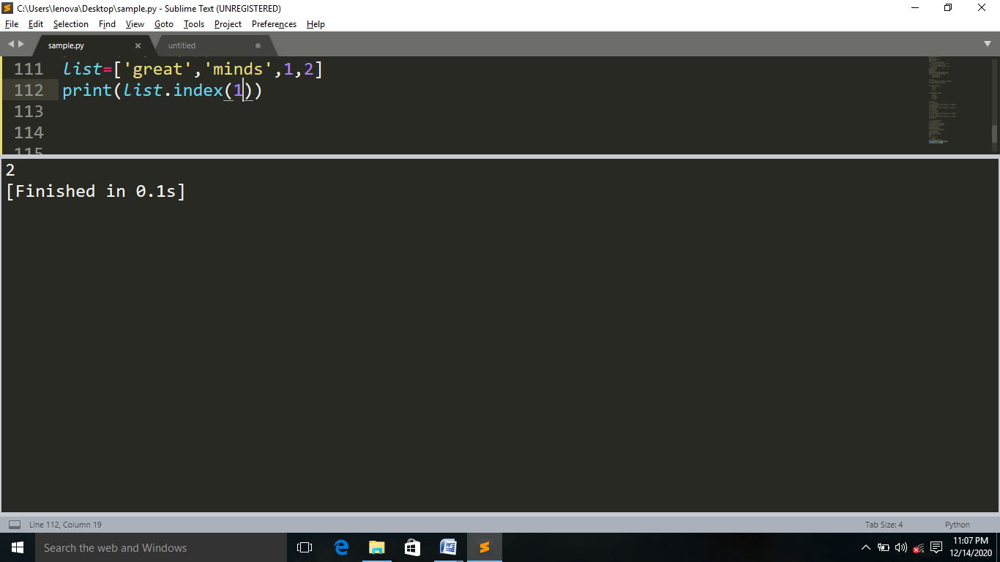 C:\Users\lenova\Desktop\sample.py - Sublime Text (UNREGISTERED)
File Edit Selection Find View Goto Tools Project Preferences Help
sample.py untitled
111 list=['great','minds',1,2]
112 print(list.index(1))
113
114
115
2
[Finished in 0.1s]
Line 112, Column 19 Tab Size: 4 Python
Search the web and Windows
11:07 PM
12/14/2020